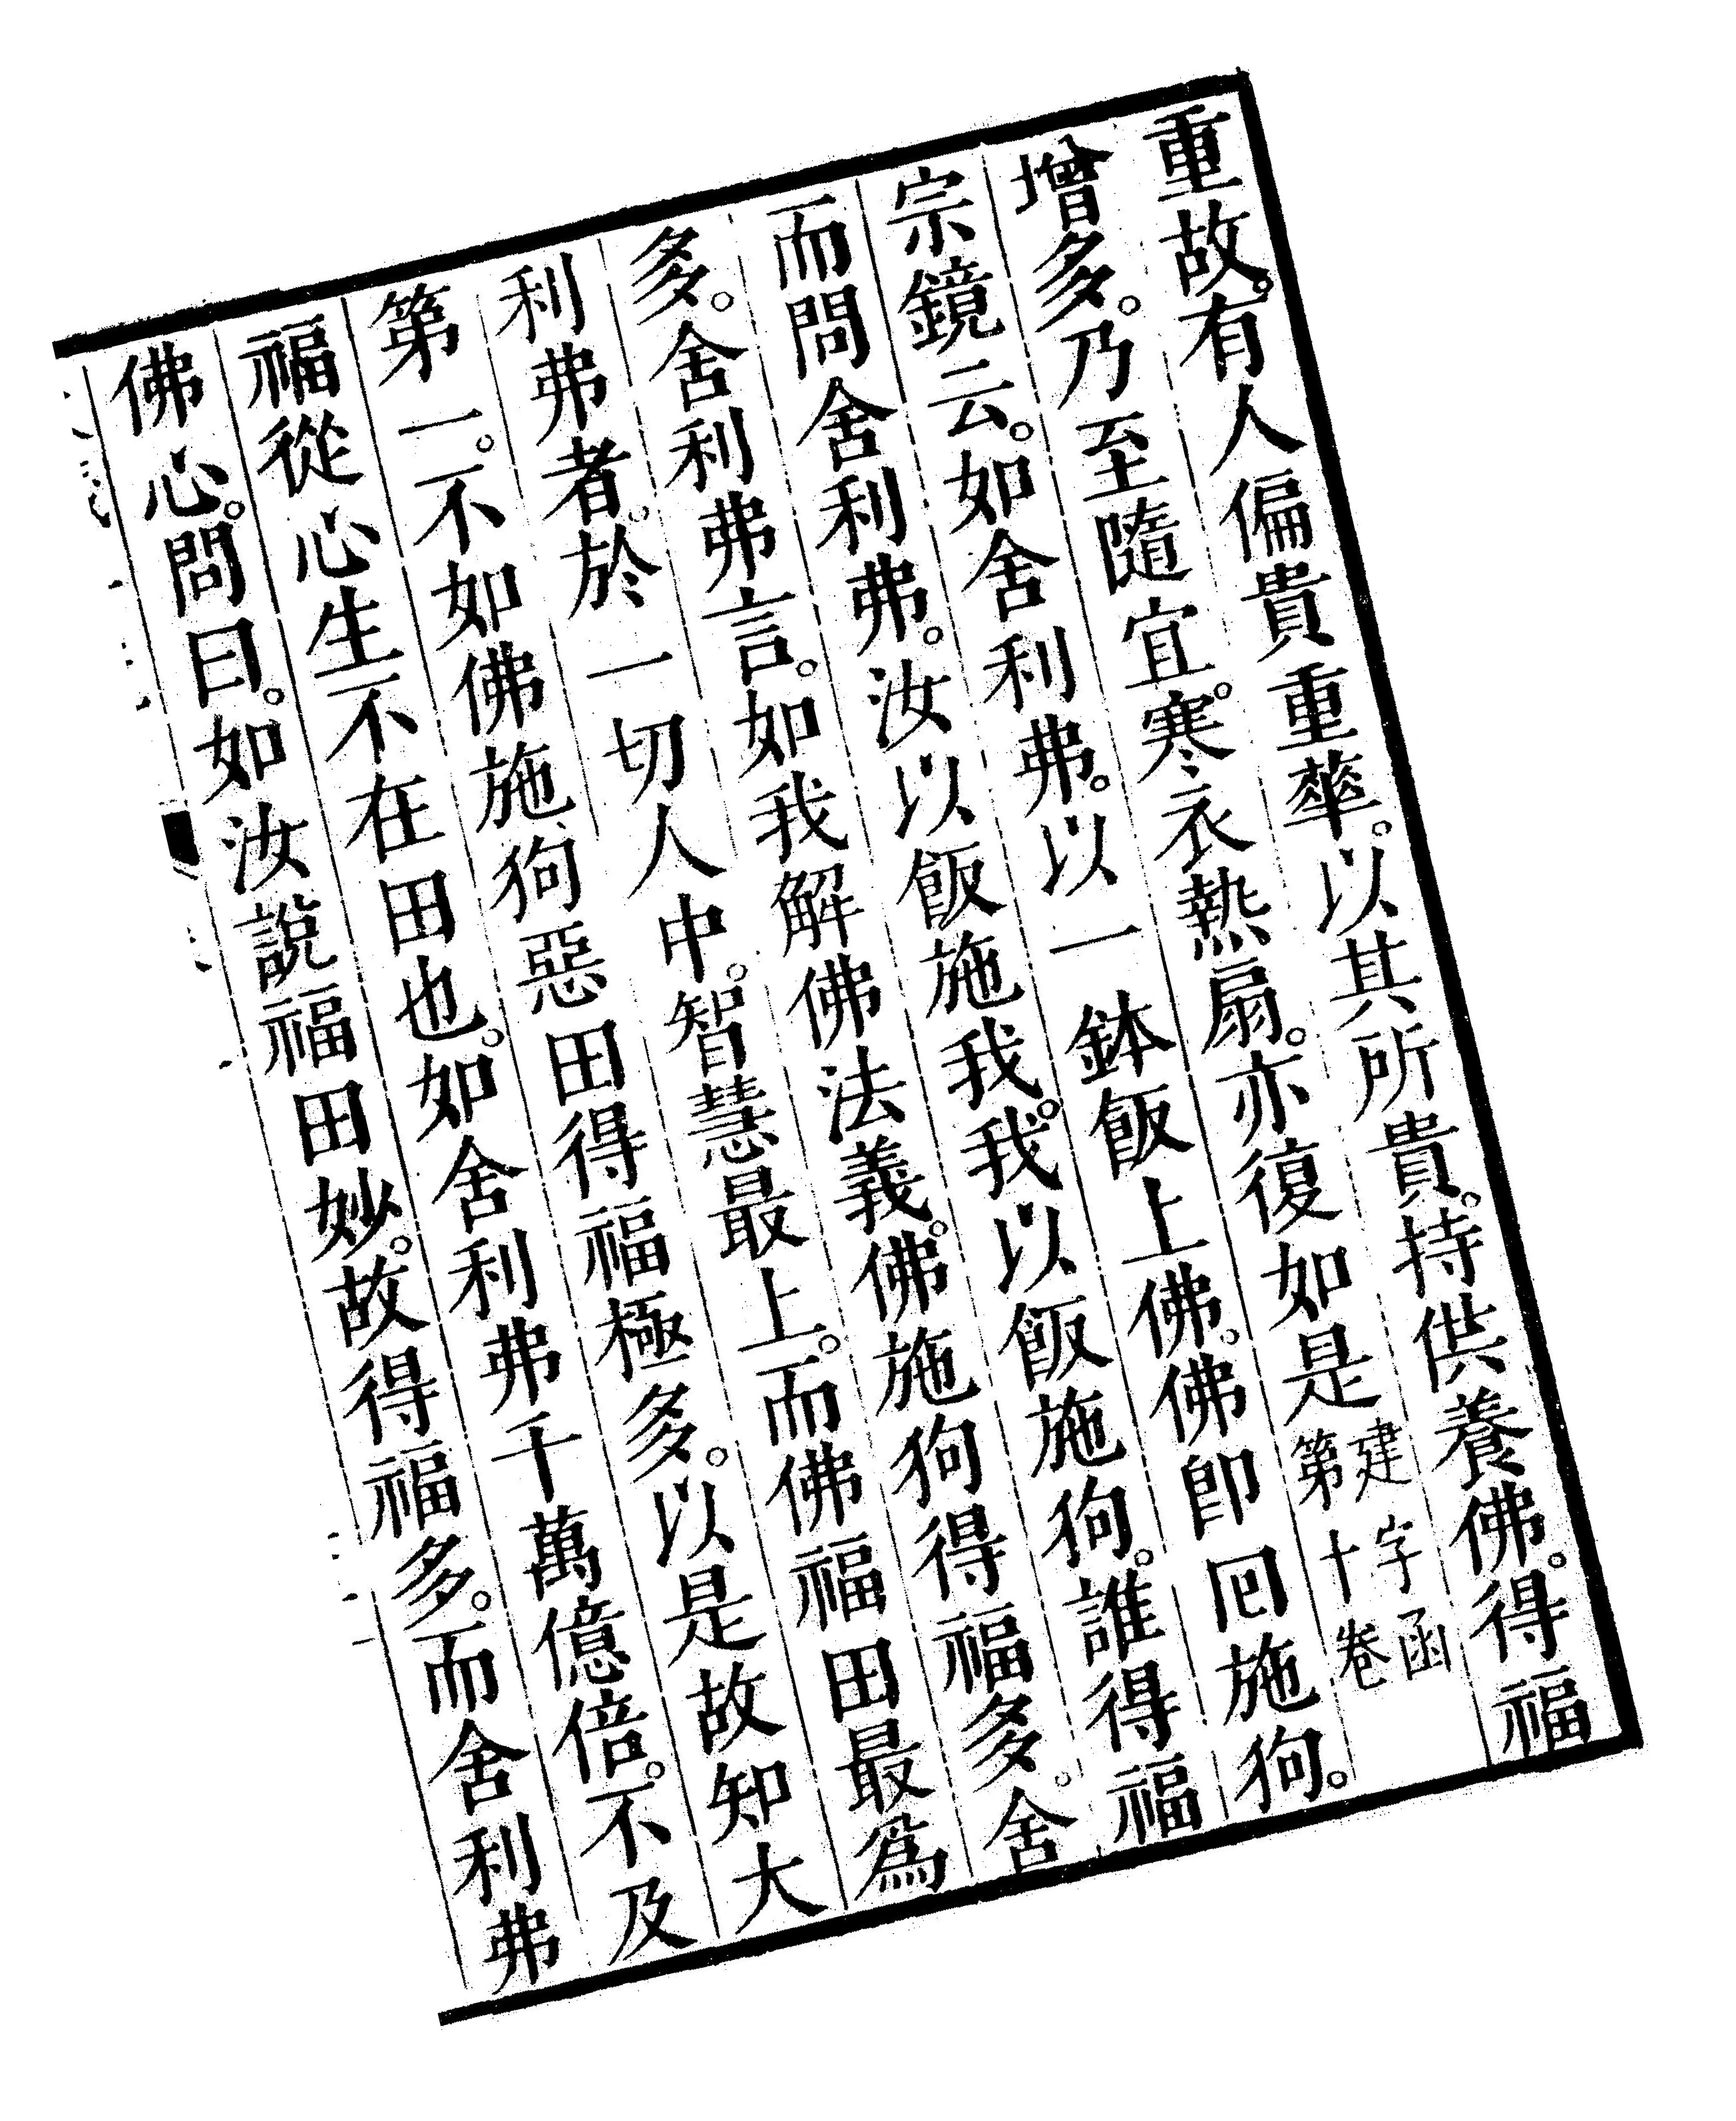 重故。有人偏貴重華。以其所貴。持供養佛。得福
增多。乃至隨宜。寒衣熱扇。亦復如是建字函第十卷
宗鏡云。如舍利弗。以一鉢飯上佛。佛即回施狗。
而問舍利弗。汝以飯施我。我以飯施狗。誰得福
多。舍利弗言。如我解佛法義。佛施狗得福多。舍
利弗者。於一切人中。智慧最上。而佛福田最為
第一。不如佛施狗惡田得福極多。以是故知大
福從心生不在田也。如舍利弗千萬億倍。不及
佛心。問曰。如汝說福田妙。故得福多。而舍利弗